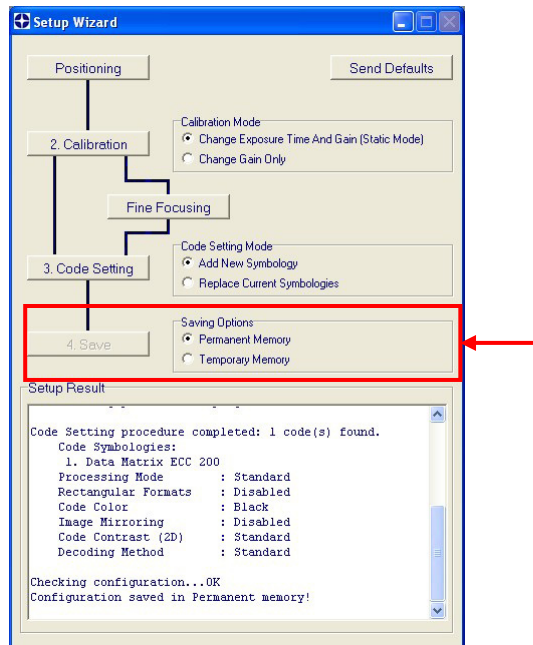 Setup Wizard
Positioning
Send Defaults
Calibration Mode
2. Calibration
Change Exposure Time And Gain (Static Mode)
Change Gain Only
Fine Focusing
Code Setting Mode
3. Code Setting
Add New Symbology
Replace Current Symbologies
Saving Options
4. Save
Permanent Memory
Temporary Memory
Setup Result
Code Setting procedure completed: 1 code(s) found.
Code Symbologies:
1. Data Matrix ECC 200
Processing Mode : Standard
Rectangular Formats : Disabled
Code Color : Black
Image Mirroring : Disabled
Code Contrast (2D) : Standard
Decoding Method : Standard
Checking configuration...OK
Configuration saved in Permanent memory!